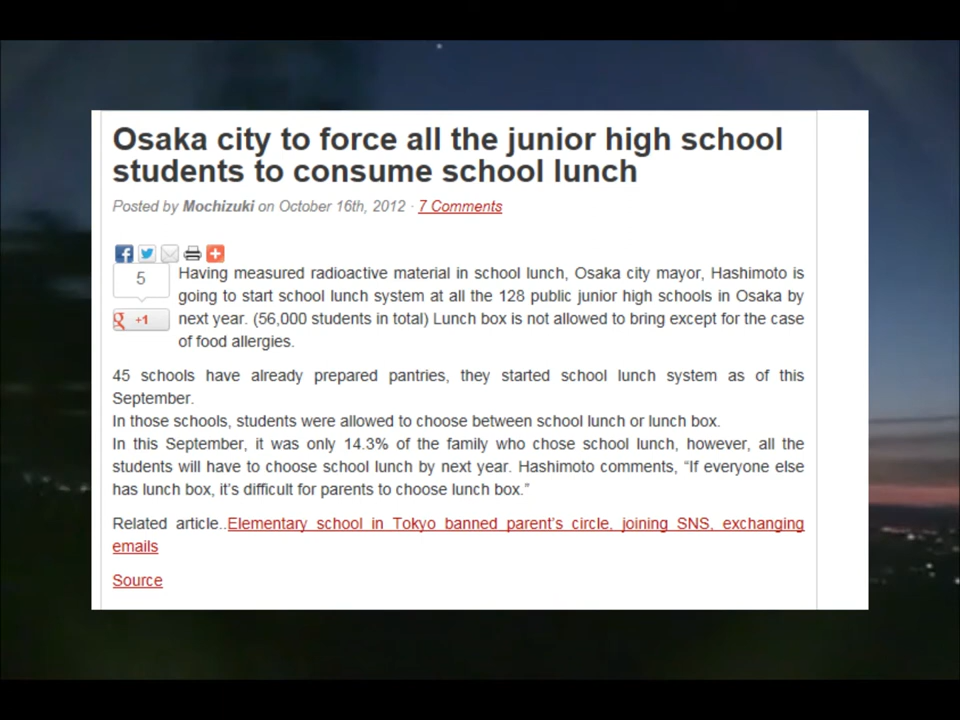 Osaka city to force all the junior high school
students to consume school lunch
Posted by Mochizuki on October 16th, 2012 · 7 Comments
5
+1
Having measured radioactive material in school lunch, Osaka city mayor, Hashimoto is
going to start school lunch system at all the 128 public junior high schools in Osaka by
next year. (56,000 students in total) Lunch box is not allowed to bring except for the case
of food allergies.
45 schools have already prepared pantries, they started school lunch system as of this
September.
In those schools, students were allowed to choose between school lunch or lunch box.
In this September, it was only 14.3% of the family who chose school lunch, however, all the
students will have to choose school lunch by next year. Hashimoto comments, “If everyone else
has lunch box, it’s difficult for parents to choose lunch box.”
Related article..Elementary school in Tokyo banned parent’s circle, joining SNS, exchanging
emails
Source